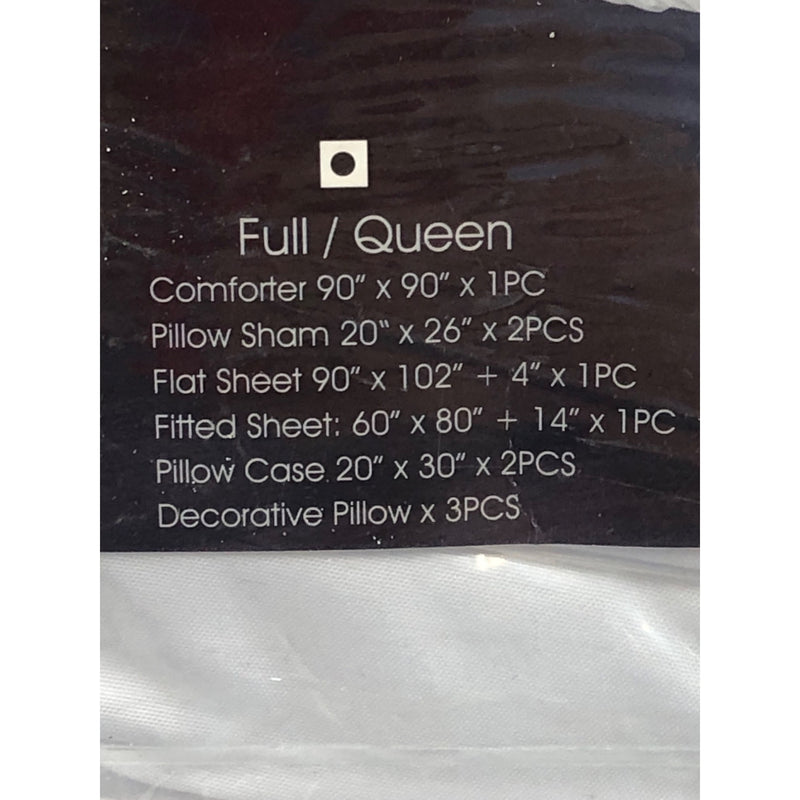 Full / Queen
Comforter 90" x 90" x 1PC
Pillow Sham 20" x 26" x 2PCS
Flat Sheet 90" x 102" + 4" x 1PC
Fitted Sheet: 60" x 80" + 14" x 1PC
Pillow Case 20" x 30" x 2PCS
Decorative Pillow x 3PCS